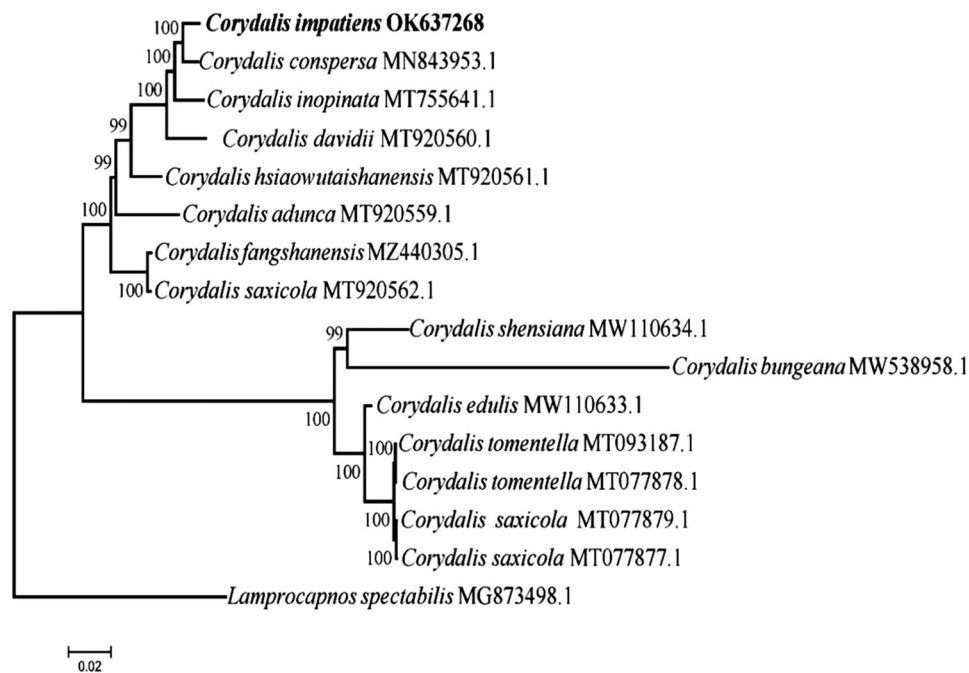 100
Corydalis impatiens OK637268
100
Corydalis conspersa MN843953.1
100
Corydalis inopinata MT755641.1
99
Corydalis davidii MT920560.1
99
Corydalis hsiaowutaishanensis MT920561.1
100
Corydalis adunca MT920559.1
Corydalis fangshanensis MZ440305.1
100
Corydalis saxicola MT920562.1
99
Corydalis shensiana MW110634.1
Corydalis bungeana MW538958.1
100
Corydalis edulis MW110633.1
100
Corydalis tomentella MT093187.1
100
Corydalis tomentella MT077878.1
100
Corydalis saxicola MT077879.1
100
Corydalis saxicola MT077877.1
Lamprocapnos spectabilis MG873498.1
0.02